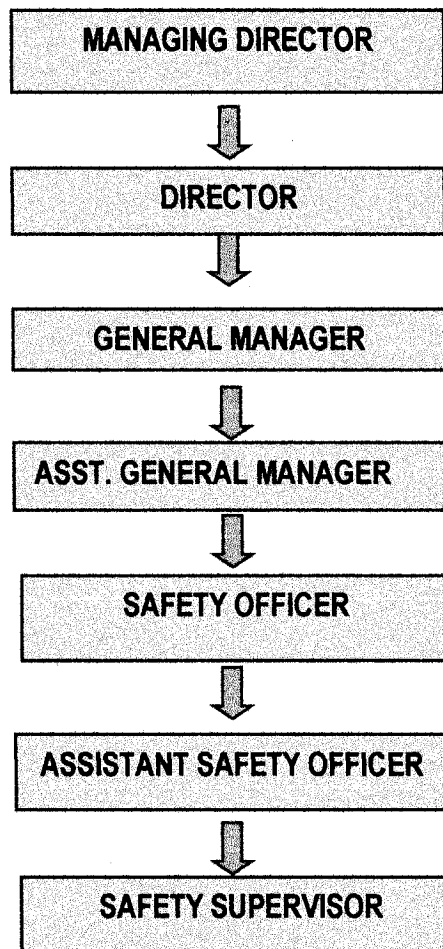 MANAGING DIRECTOR
DIRECTOR
GENERAL MANAGER
ASST. GENERAL MANAGER
SAFETY OFFICER
ASSISTANT SAFETY OFFICER
SAFETY SUPERVISOR